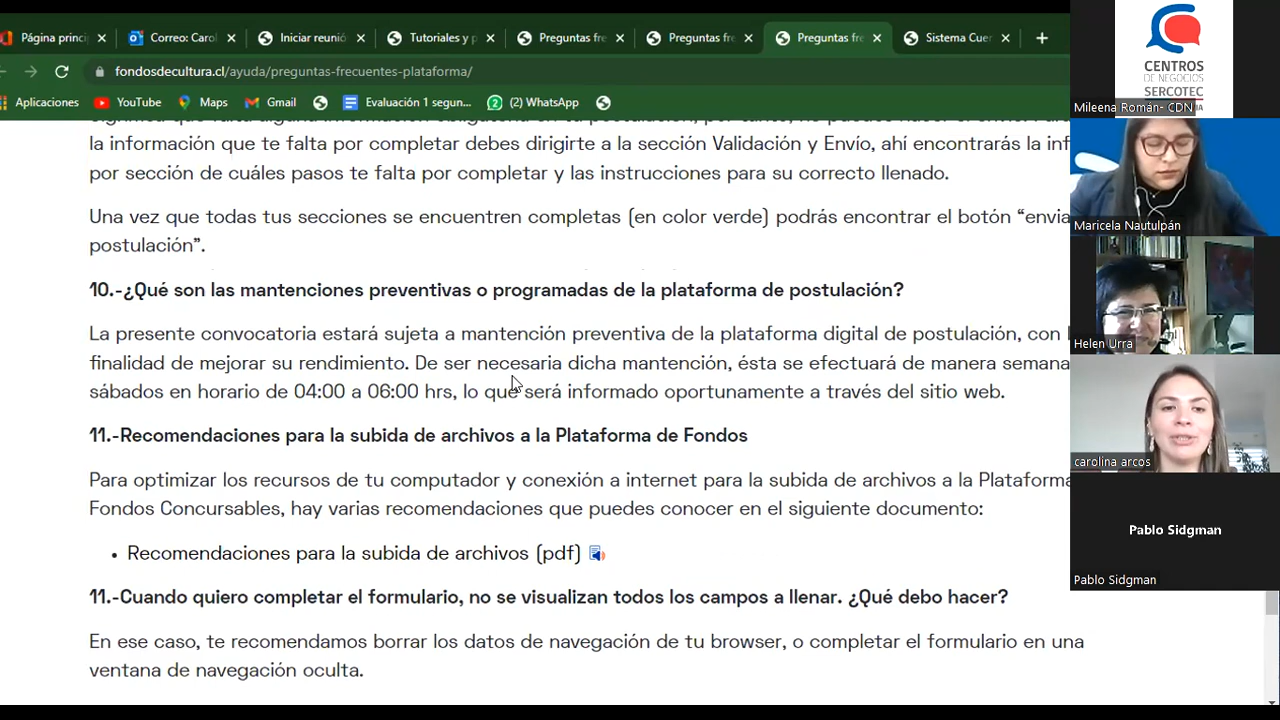 Página princi
Correo: Carol
Iniciar reunió
Tutoriales y p
Preguntas fre
Preguntas fre
Preguntas fre
Sistema Cuer
fondosdecultura.cl/ayuda/preguntas-frecuentes-plataforma/
Aplicaciones
YouTube
Maps
Gmail
Evaluación 1 segun...
(2) WhatsApp
la información que te falta por completar debes dirigirte a la sección Validación y Envío, ahí encontrarás la inf
por sección de cuáles pasos te falta por completar y las instrucciones para su correcto llenado.
Una vez que todas tus secciones se encuentren completas (en color verde) podrás encontrar el botón “envia
postulación”.
10.-¿Qué son las mantenciones preventivas o programadas de la plataforma de postulación?
La presente convocatoria estará sujeta a mantención preventiva de la plataforma digital de postulación, con l
finalidad de mejorar su rendimiento. De ser necesaria dicha mantención, ésta se efectuará de manera semana
sábados en horario de 04:00 a 06:00 hrs, lo que será informado oportunamente a través del sitio web.
11.-Recomendaciones para la subida de archivos a la Plataforma de Fondos
Para optimizar los recursos de tu computador y conexión a internet para la subida de archivos a la Plataforma
Fondos Concursables, hay varias recomendaciones que puedes conocer en el siguiente documento:
• Recomendaciones para la subida de archivos (pdf)
11.-Cuando quiero completar el formulario, no se visualizan todos los campos a llenar. ¿Qué debo hacer?
En ese caso, te recomendamos borrar los datos de navegación de tu browser, o completar el formulario en una
ventana de navegación oculta.
CENTROS
DE NEGOCIOS
SERCOTEC
Mileena Román- CDN
Maricela Nautulpán
Helen Urra
carolina arcos
Pablo Sidgman
Pablo Sidgman